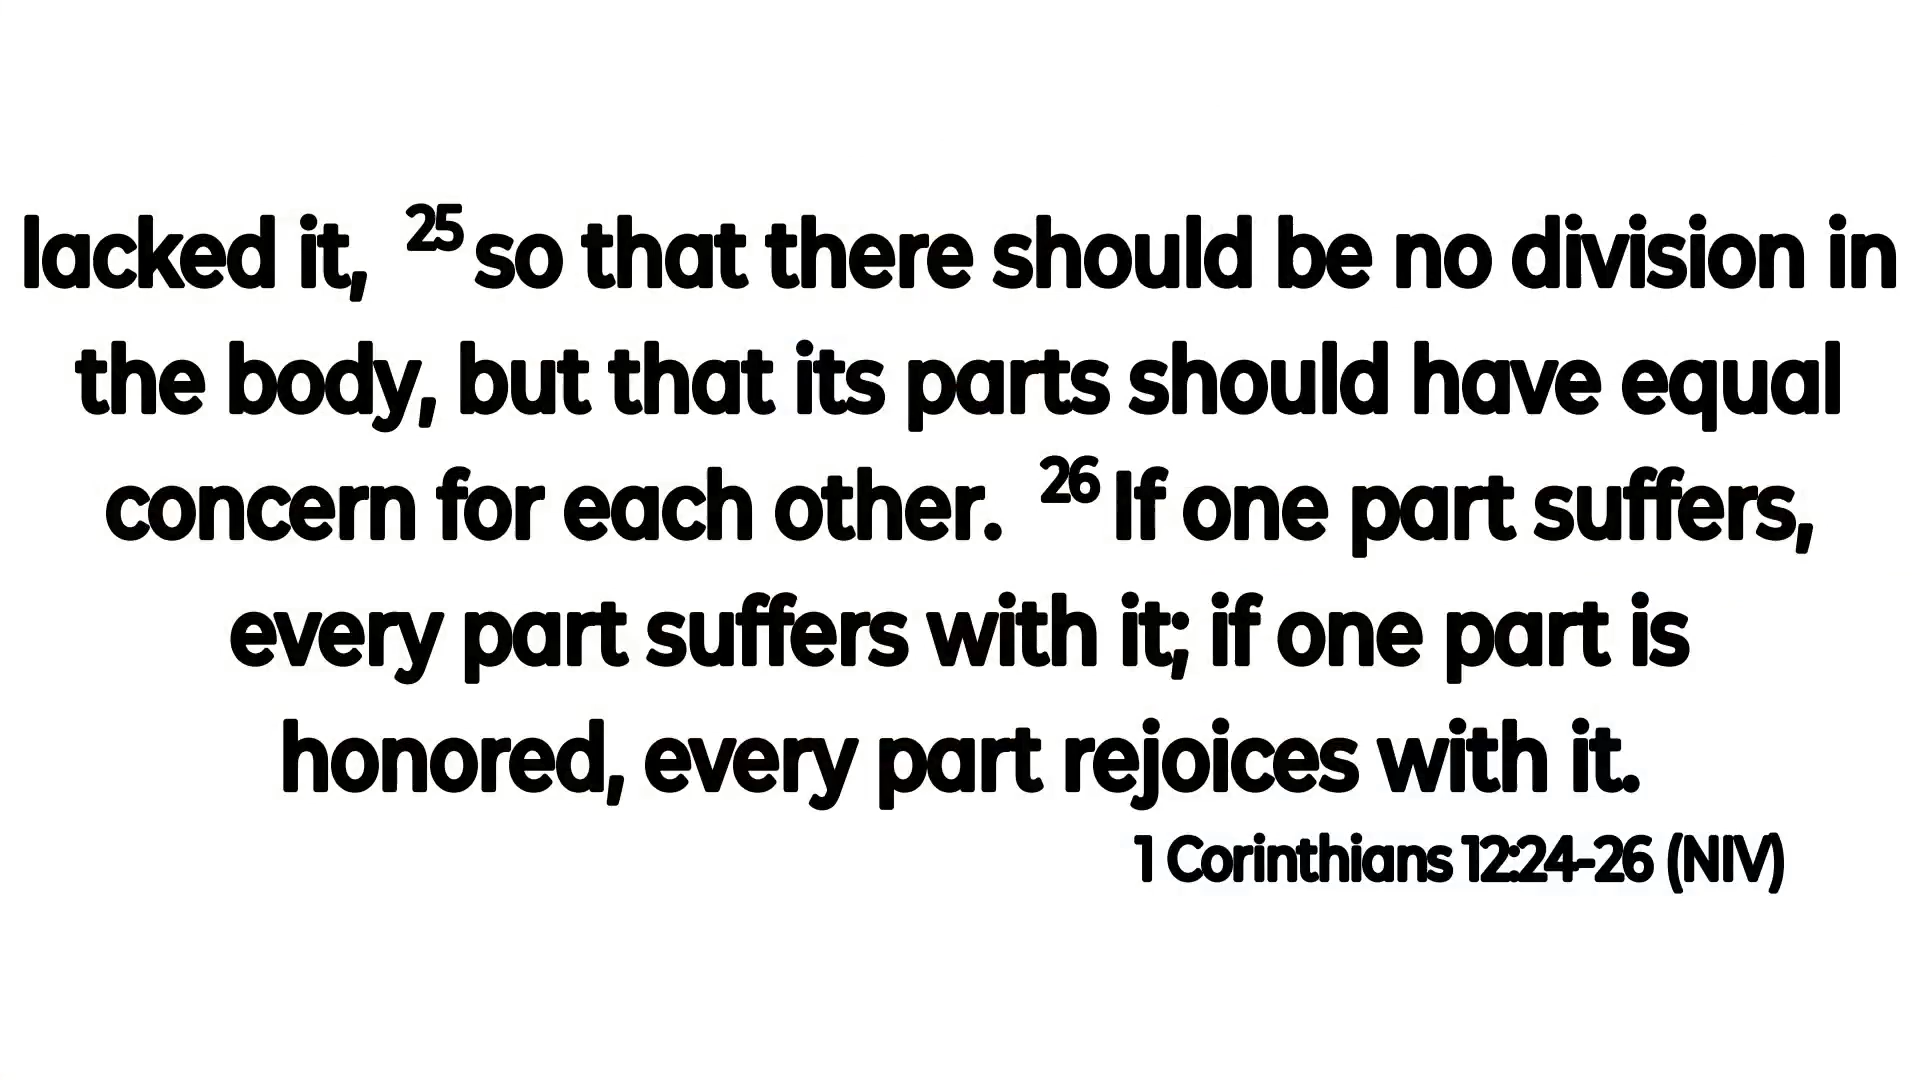 lacked it, 25 so that there should be no division in
the body, but that its parts should have equal
concern for each other. 26 If one part suffers,
every part suffers with it; if one part is
honored, every part rejoices with it.
1 Corinthians 12:24-26 (NIV)